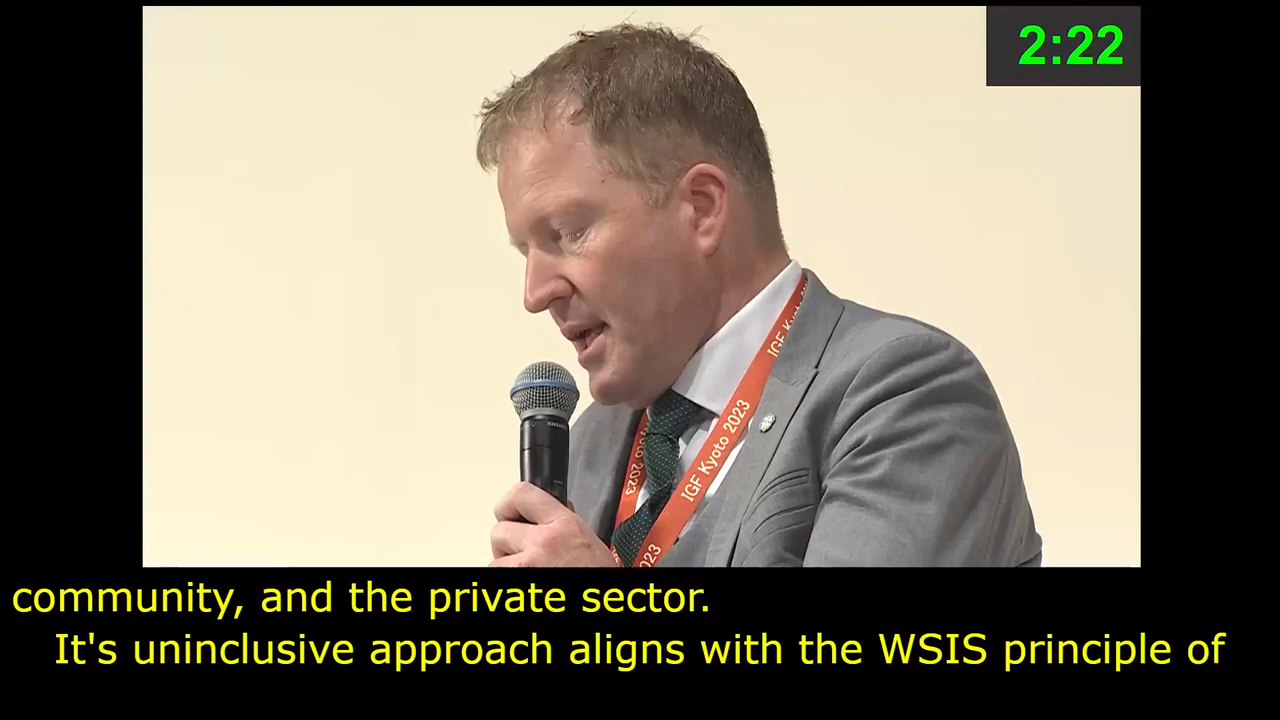 2:22
IGF Kyoto 2023
community, and the private sector.
It's uninclusive approach aligns with the WSIS principle of